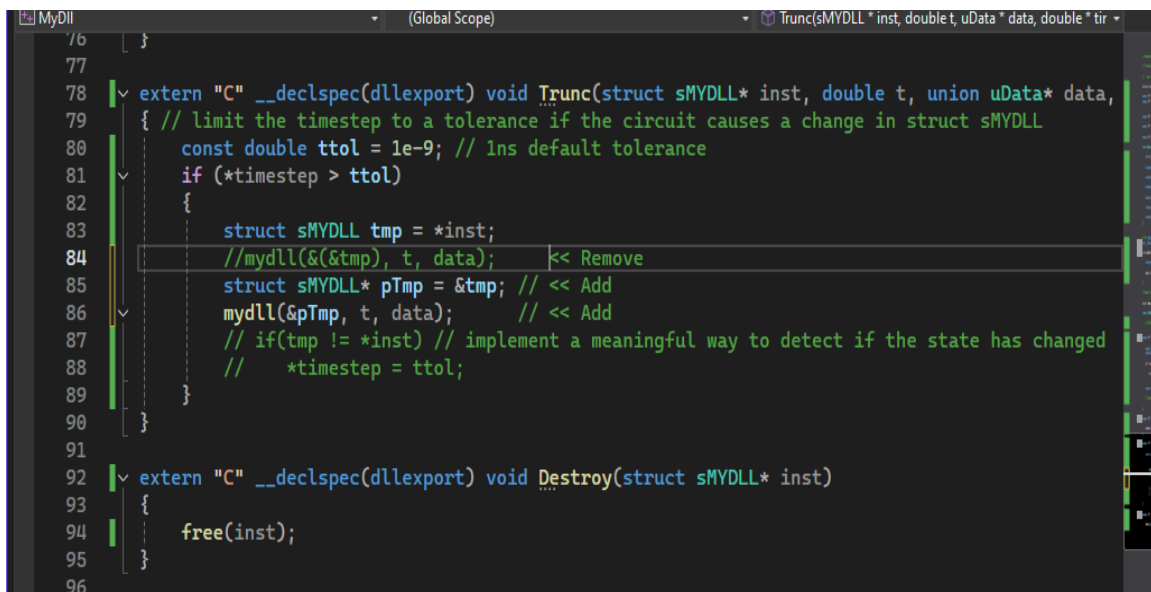 MyDll (Global Scope) Trunc(sMYDLL * inst, double t, uData * data, double * tir
76 }
77
78 extern "C" __declspec(dllexport) void Trunc(struct sMYDLL* inst, double t, union uData* data,
79 { // limit the timestep to a tolerance if the circuit causes a change in struct sMYDLL
80 const double ttol = 1e-9; // 1ns default tolerance
81 if (*timestep > ttol)
82 {
83 struct sMYDLL tmp = *inst;
84 //mydll(&(&tmp), t, data); << Remove
85 struct sMYDLL* pTmp = &tmp; // << Add
86 mydll(&pTmp, t, data); // << Add
87 // if(tmp != *inst) // implement a meaningful way to detect if the state has changed
88 // *timestep = ttol;
89 }
90 }
91
92 extern "C" __declspec(dllexport) void Destroy(struct sMYDLL* inst)
93 {
94 free(inst);
95 }
96